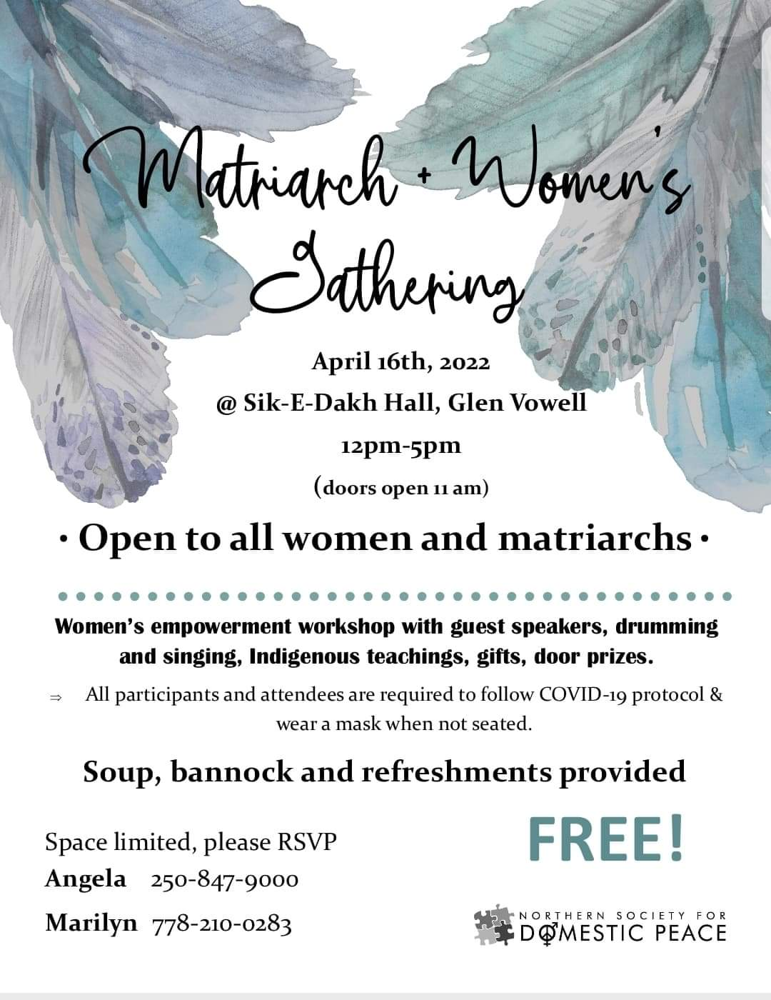 Matriarch + Women's
Gathering
April 16th, 2022
@ Sik-E-Dakh Hall, Glen Vowell
12pm-5pm
(doors open 11 am)
· Open to all women and matriarchs ·
Women's empowerment workshop with guest speakers, drumming
and singing, Indigenous teachings, gifts, door prizes.
⇒ All participants and attendees are required to follow COVID-19 protocol &
wear a mask when not seated.
Soup, bannock and refreshments provided
FREE!
Space limited, please RSVP
Angela 250-847-9000
Marilyn 778-210-0283
NORTHERN SOCIETY FOR
DOMESTIC PEACE